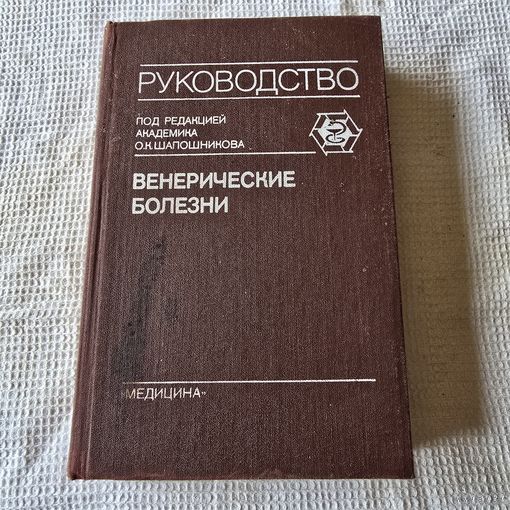 РУКОВОДСТВО
ПОД РЕДАКЦИЕЙ
АКАДЕМИКА
О.К.ШАПОШНИКОВА
ВЕНЕРИЧЕСКИЕ
БОЛЕЗНИ
«МЕДИЦИНА»